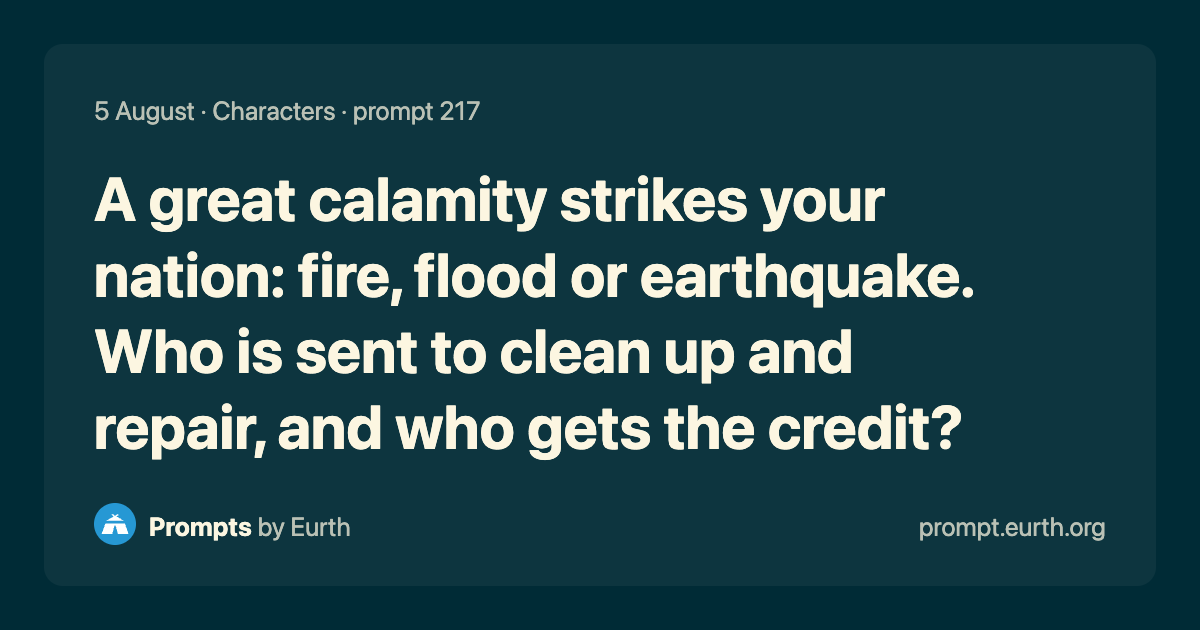 5 August · Characters · prompt 217
A great calamity strikes your
nation: fire, flood or earthquake.
Who is sent to clean up and
repair, and who gets the credit?
Prompts by Eurth
prompt.eurth.org